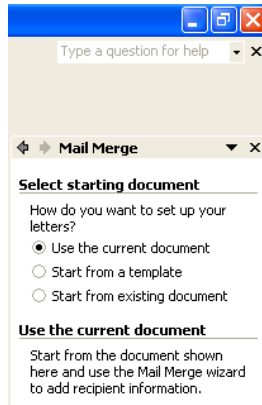 Type a question for help
Mail Merge
Select starting document
How do you want to set up your
letters?
Use the current document
Start from a template
Start from existing document
Use the current document
Start from the document shown
here and use the Mail Merge wizard
to add recipient information.